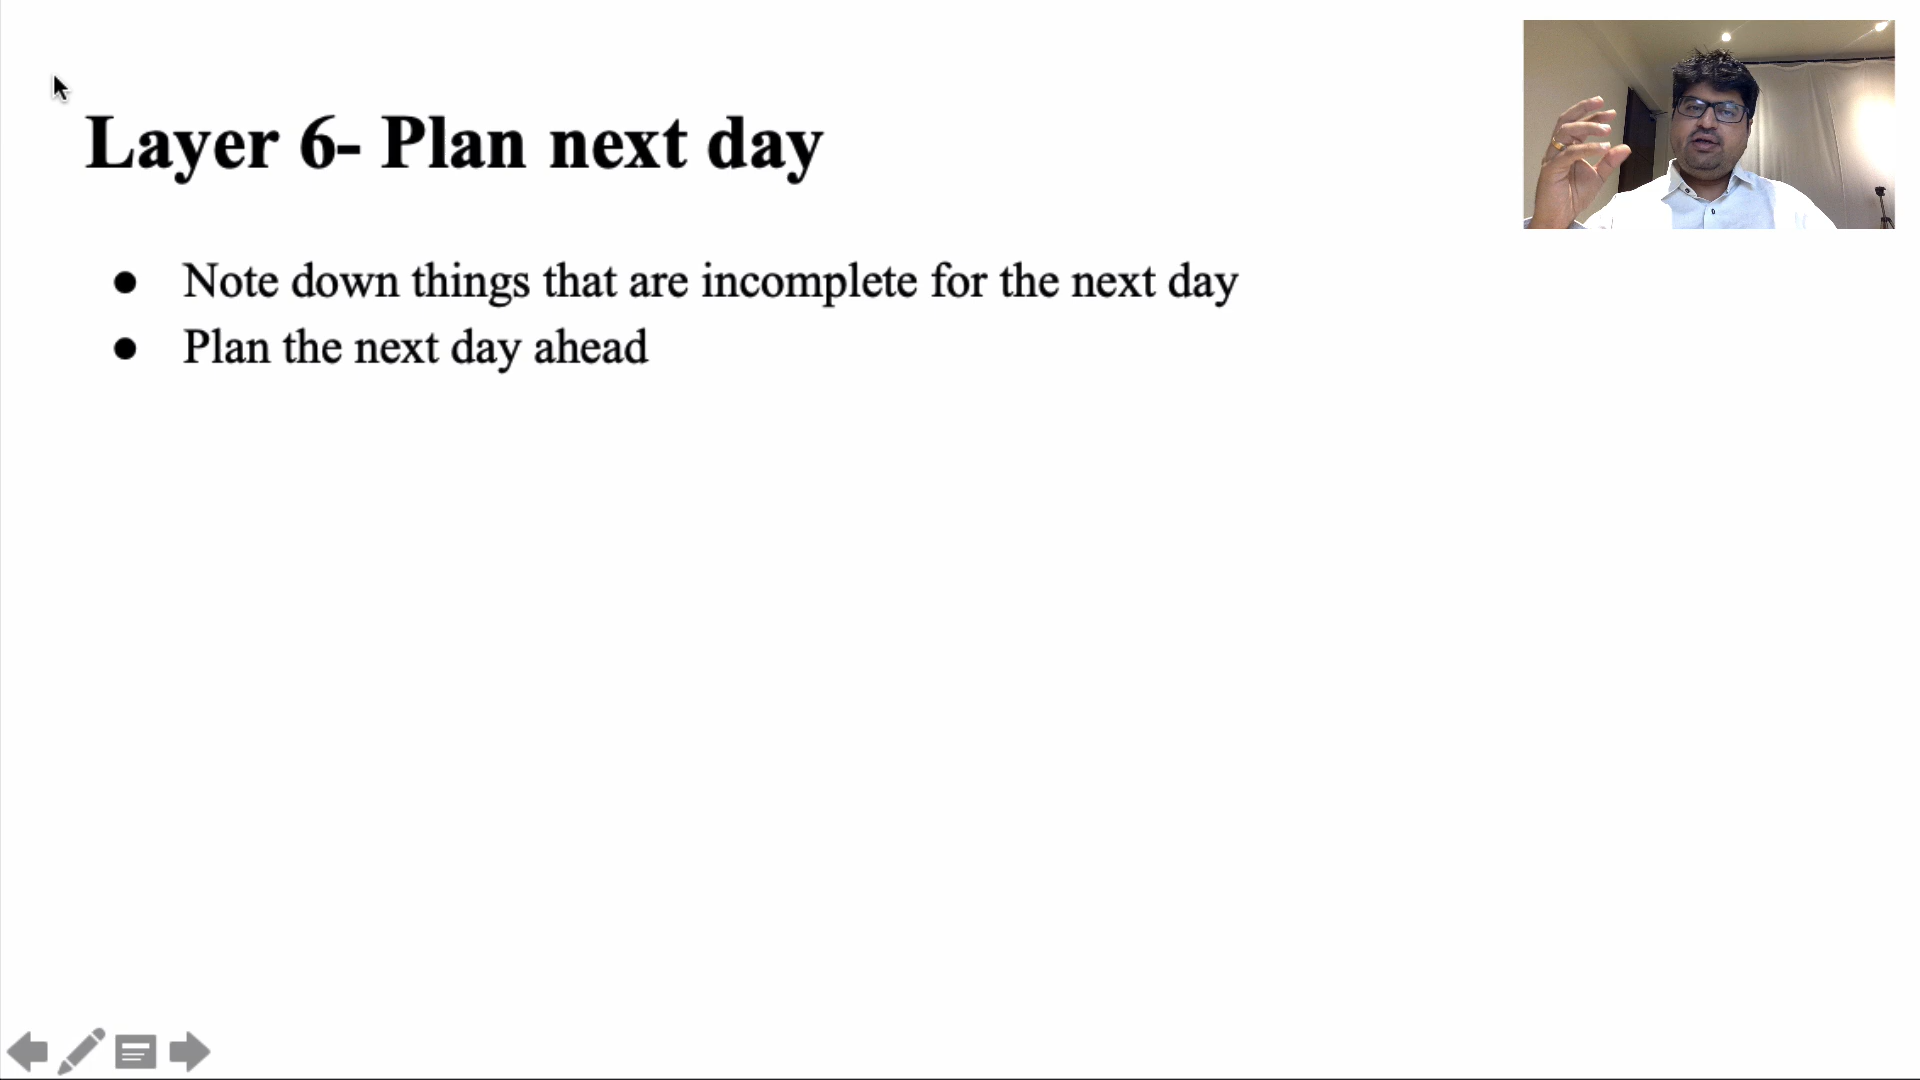 Layer 6- Plan next day
● Note down things that are incomplete for the next day
● Plan the next day ahead